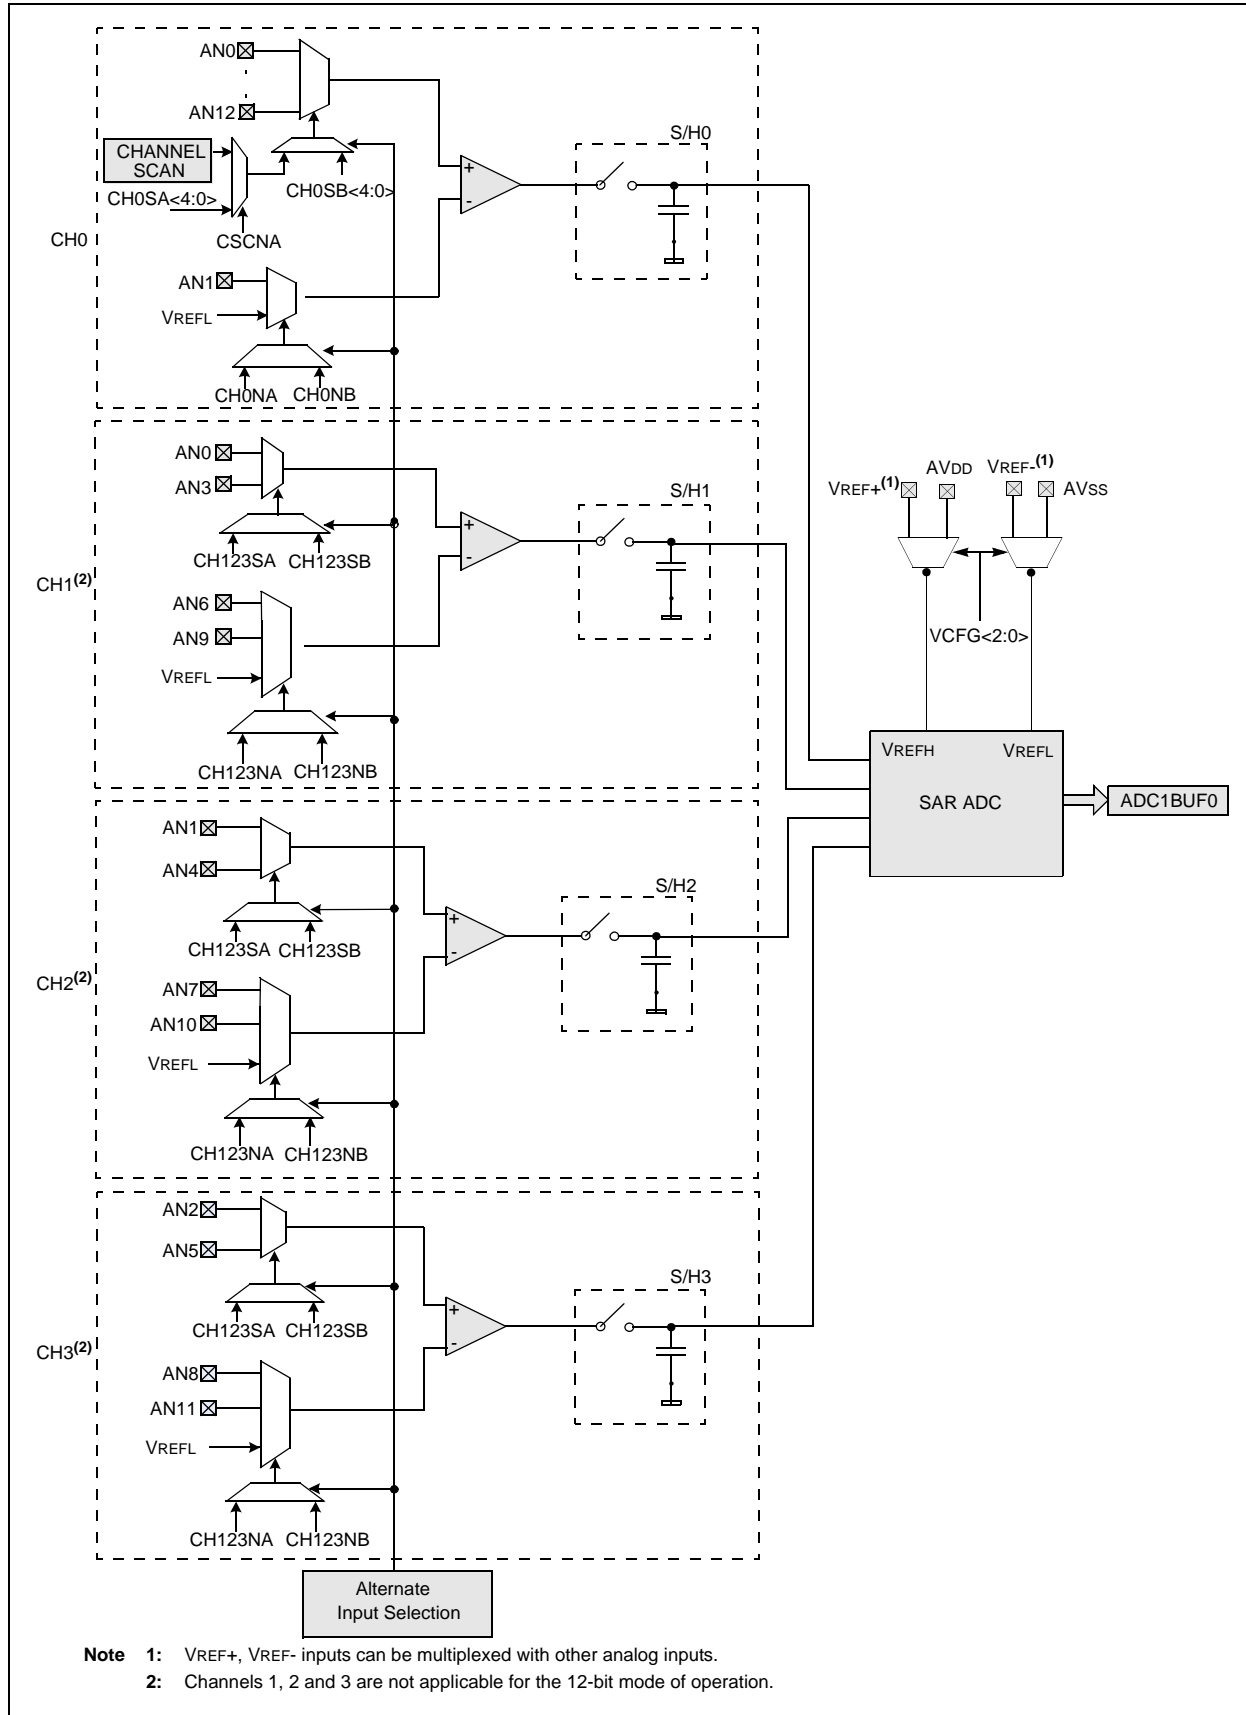 AN0
AN12
CHANNEL
SCAN
CH0SA<4:0>
CH0SB<4:0>
CSCNA
CH0
AN1
VREFL
CH0NA
CH0NB
+
-
S/H0
AN0
AN3
CH123SA
CH123SB
CH1(2)
AN6
AN9
VREFL
CH123NA
CH123NB
+
-
S/H1
VREF+(1)
AVDD
VREF-(1)
AVSS
VCFG<2:0>
VREFH
VREFL
SAR ADC
ADC1BUF0
AN1
AN4
CH123SA
CH123SB
CH2(2)
AN7
AN10
VREFL
CH123NA
CH123NB
+
-
S/H2
AN2
AN5
CH123SA
CH123SB
CH3(2)
AN8
AN11
VREFL
CH123NA
CH123NB
+
-
S/H3
Alternate
Input Selection
Note 1: VREF+, VREF- inputs can be multiplexed with other analog inputs.
2: Channels 1, 2 and 3 are not applicable for the 12-bit mode of operation.